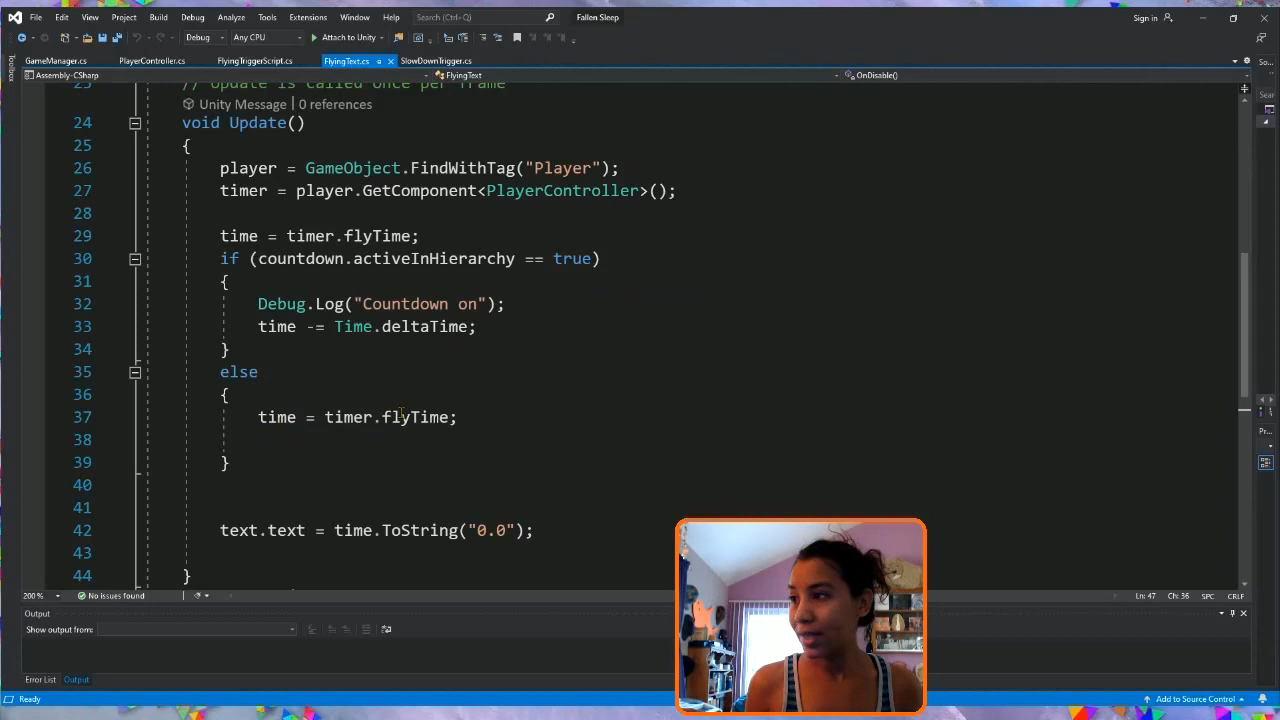 File Edit View Project Build Debug Analyze Tools Extensions Window Help Search (Ctrl+Q) Fallen Sleep Sign in
Debug Any CPU Attach to Unity
GameManager.cs PlayerController.cs FlyingTriggerScript.cs FlyingText.cs SlowDownTrigger.cs
Toolbox
Assembly-CSharp FlyingText OnDisable()
// Update is called once per frame
Unity Message | 0 references
24 void Update()
25 {
26 player = GameObject.FindWithTag("Player");
27 timer = player.GetComponent<PlayerController>();
28
29 time = timer.flyTime;
30 if (countdown.activeInHierarchy == true)
31 {
32 Debug.Log("Countdown on");
33 time -= Time.deltaTime;
34 }
35 else
36 {
37 time = timer.flyTime;
38
39 }
40
41
42 text.text = time.ToString("0.0");
43
44 }
200 % No issues found Ln: 47 Ch: 36 SPC CRLF
Output
Show output from:
Error List Output
Ready Add to Source Control
So...
Sear
Pr...